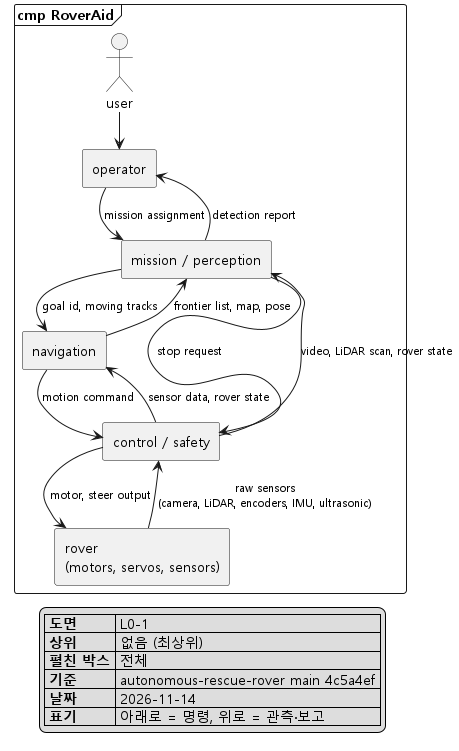 cmp RoverAid
user
operator
mission assignment
detection report
mission / perception
goal id, moving tracks
frontier list, map, pose
navigation
stop request
video, LiDAR scan, rover state
motion command
sensor data, rover state
control / safety
motor, steer output
raw sensors
(camera, LiDAR, encoders, IMU, ultrasonic)
rover
(motors, servos, sensors)
도면 L0-1
상위 없음 (최상위)
펼친 박스 전체
기준 autonomous-rescue-rover main 4c5a4ef
날짜 2026-11-14
표기 아래로 = 명령, 위로 = 관측·보고